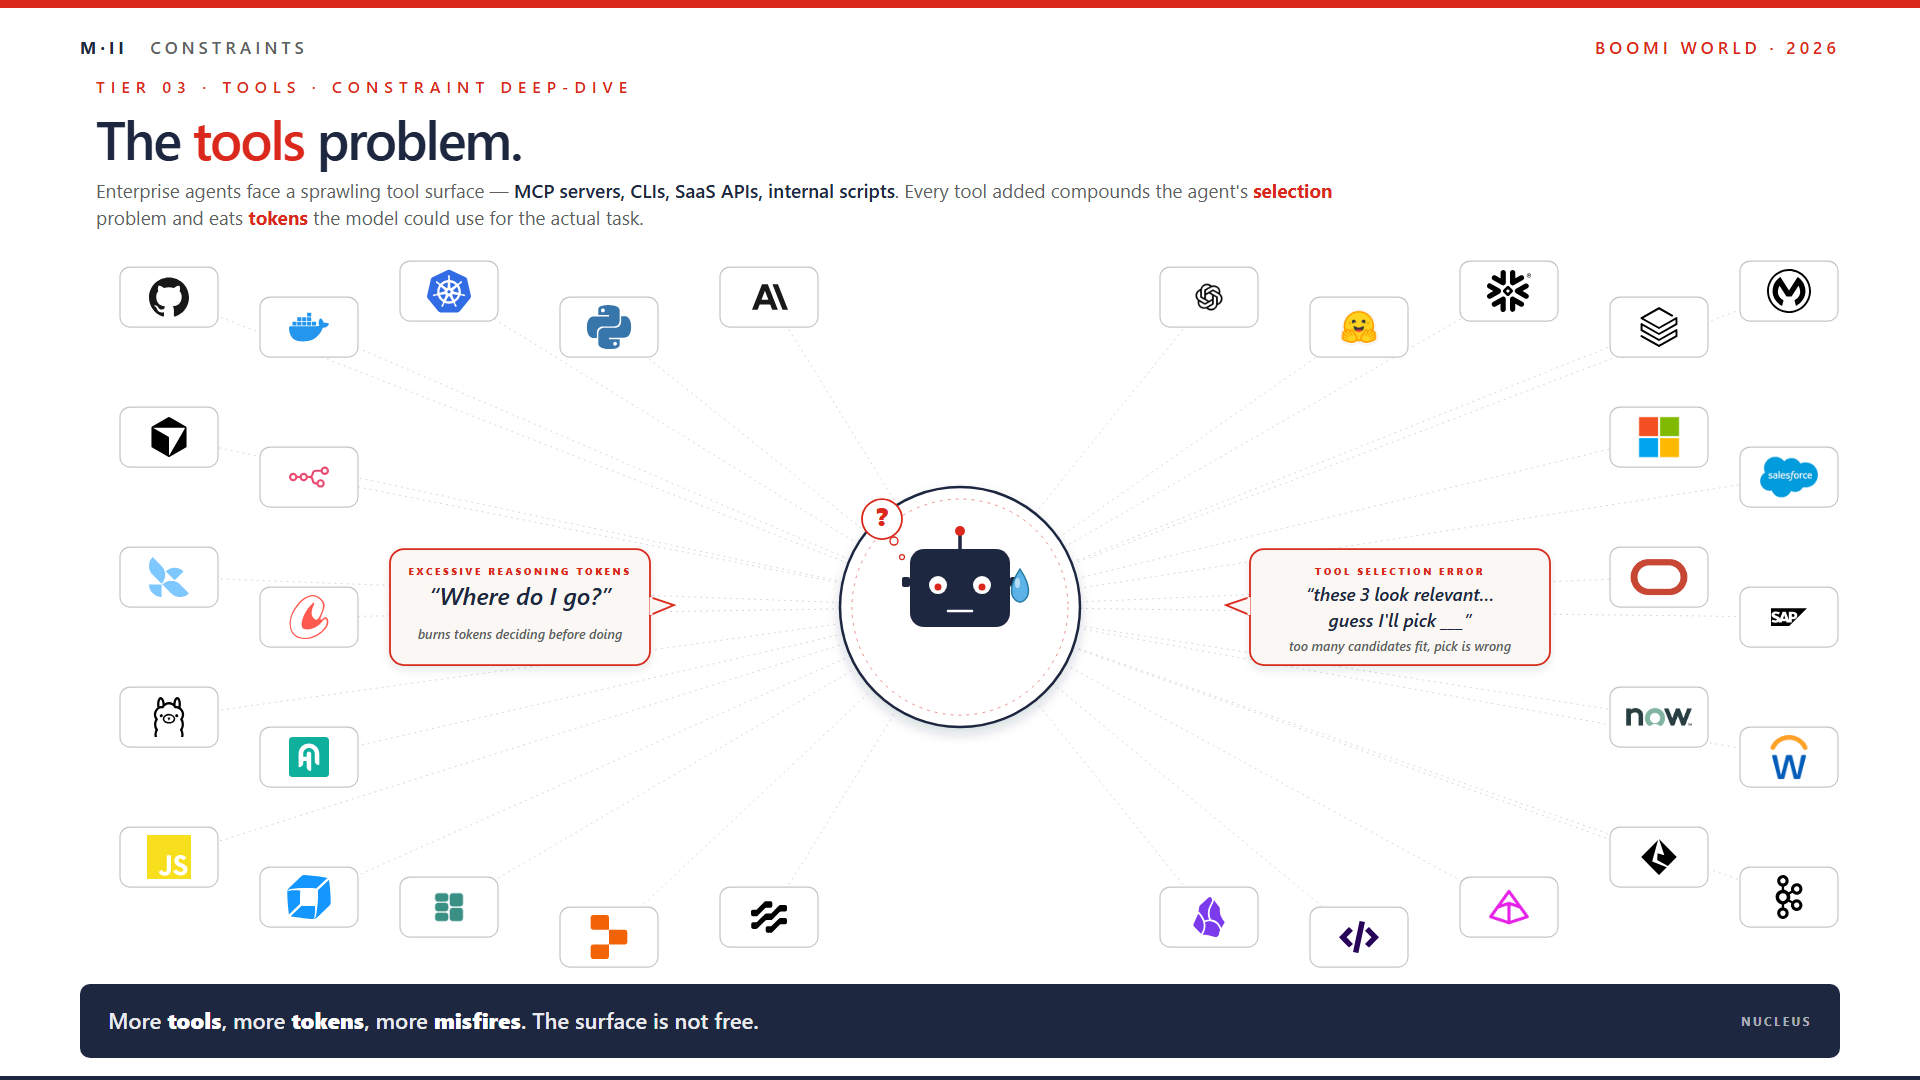 M·II CONSTRAINTS
BOOMI WORLD · 2026
TIER 03 · TOOLS · CONSTRAINT DEEP-DIVE
The tools problem.
Enterprise agents face a sprawling tool surface — MCP servers, CLIs, SaaS APIs, internal scripts. Every tool added compounds the agent's selection
problem and eats tokens the model could use for the actual task.
salesforce
?
EXCESSIVE REASONING TOKENS
“Where do I go?”
burns tokens deciding before doing
TOOL SELECTION ERROR
“these 3 look relevant...
guess I'll pick ___”
too many candidates fit, pick is wrong
SAP
now
W
JS
</>
More tools, more tokens, more misfires. The surface is not free.
NUCLEUS